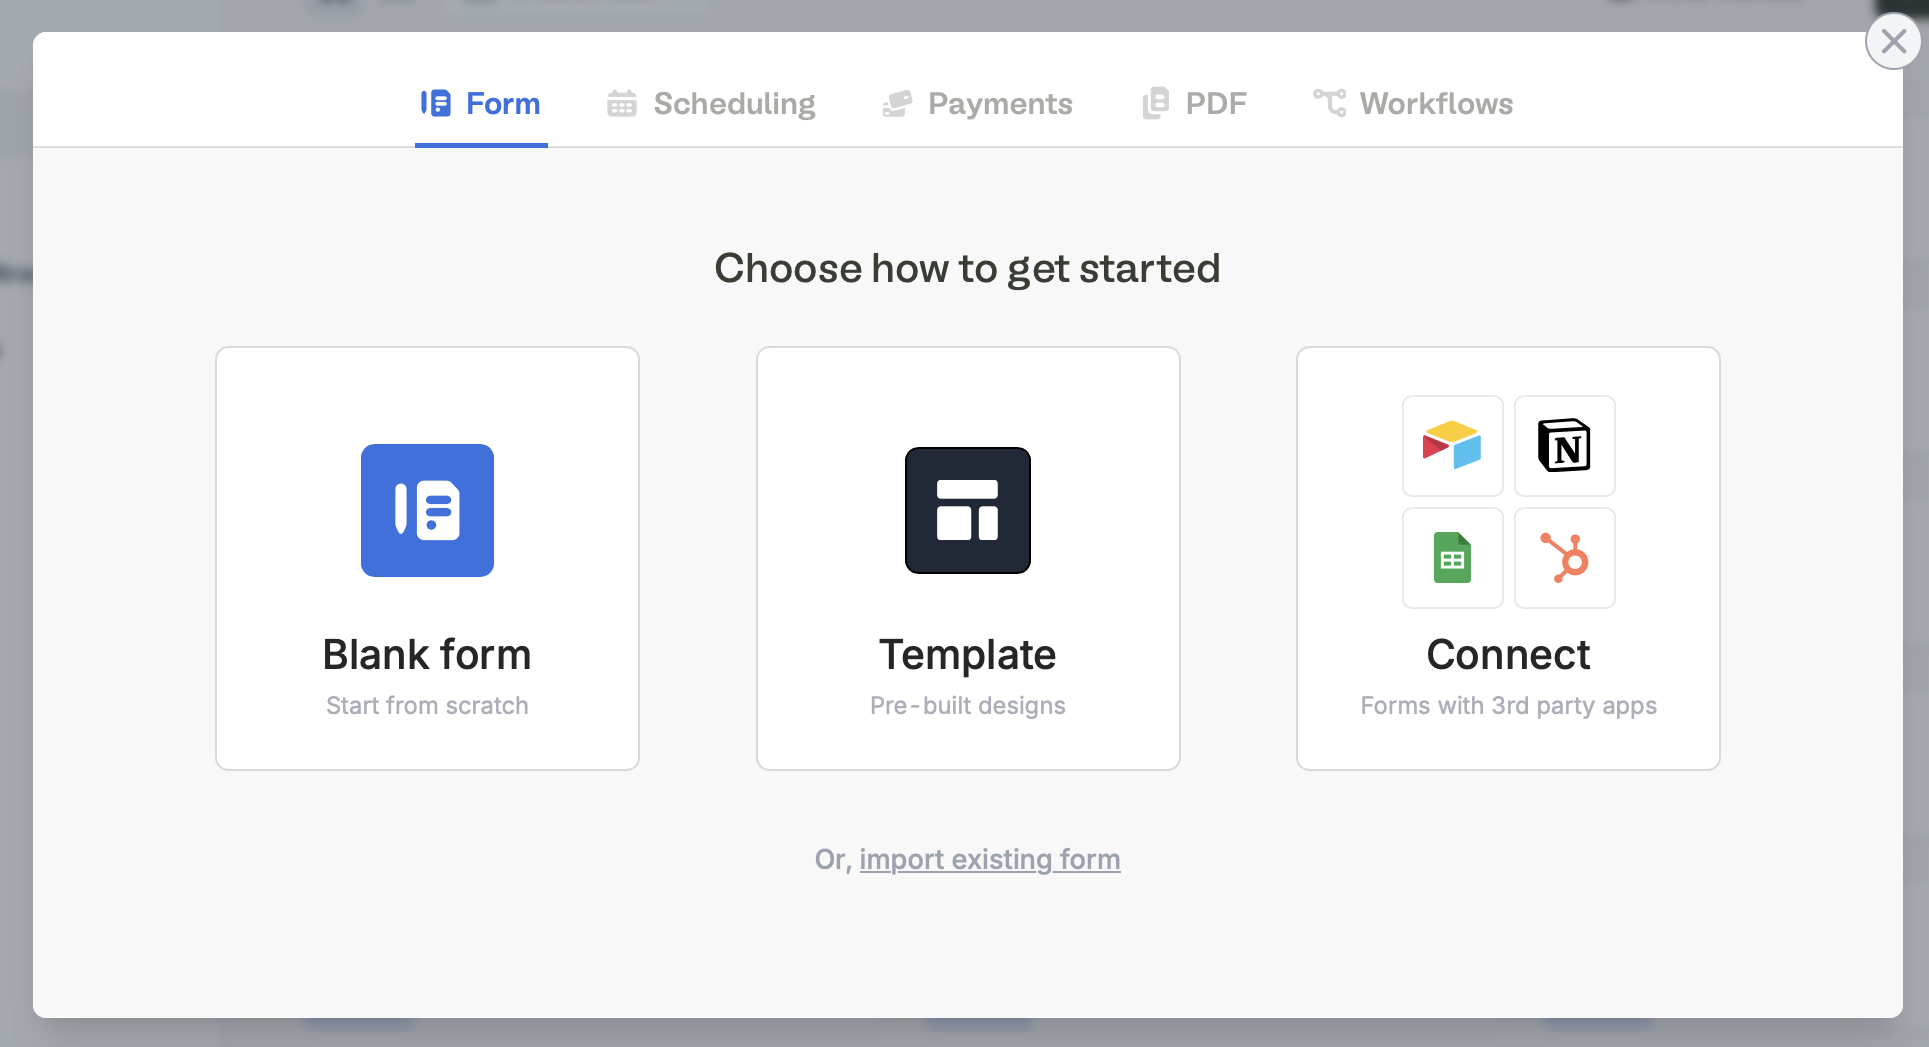 Form
Scheduling
Payments
PDF
Workflows
Choose how to get started
Blank form
Start from scratch
Template
Pre-built designs
N
Connect
Forms with 3rd party apps
Or, import existing form